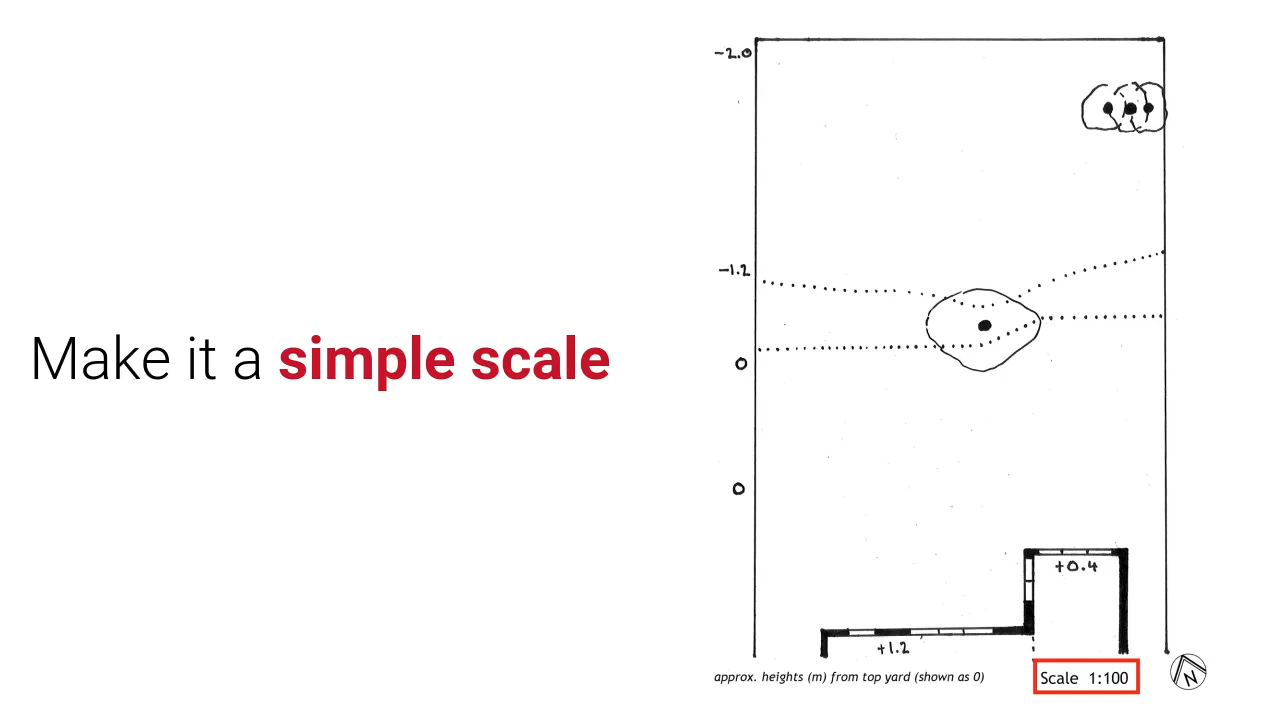 Make it a simple scale
-2.0
-1.2
0
0
+0.4
+1.2
approx. heights (m) from top yard (shown as 0)
Scale 1:100
N